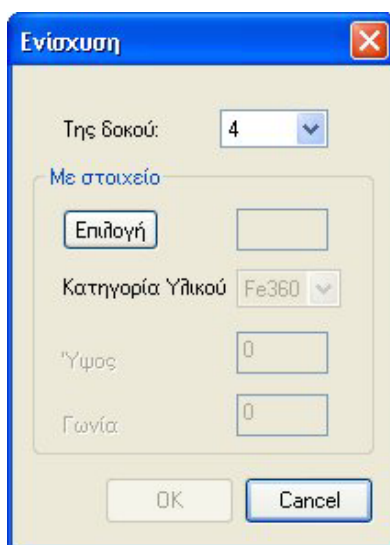 Ενίσχυση
Της δοκού: 4
Με στοιχείο
Επιλογή
Κατηγορία Υλικού Fe360
Ύψος 0
Γωνία 0
OK Cancel